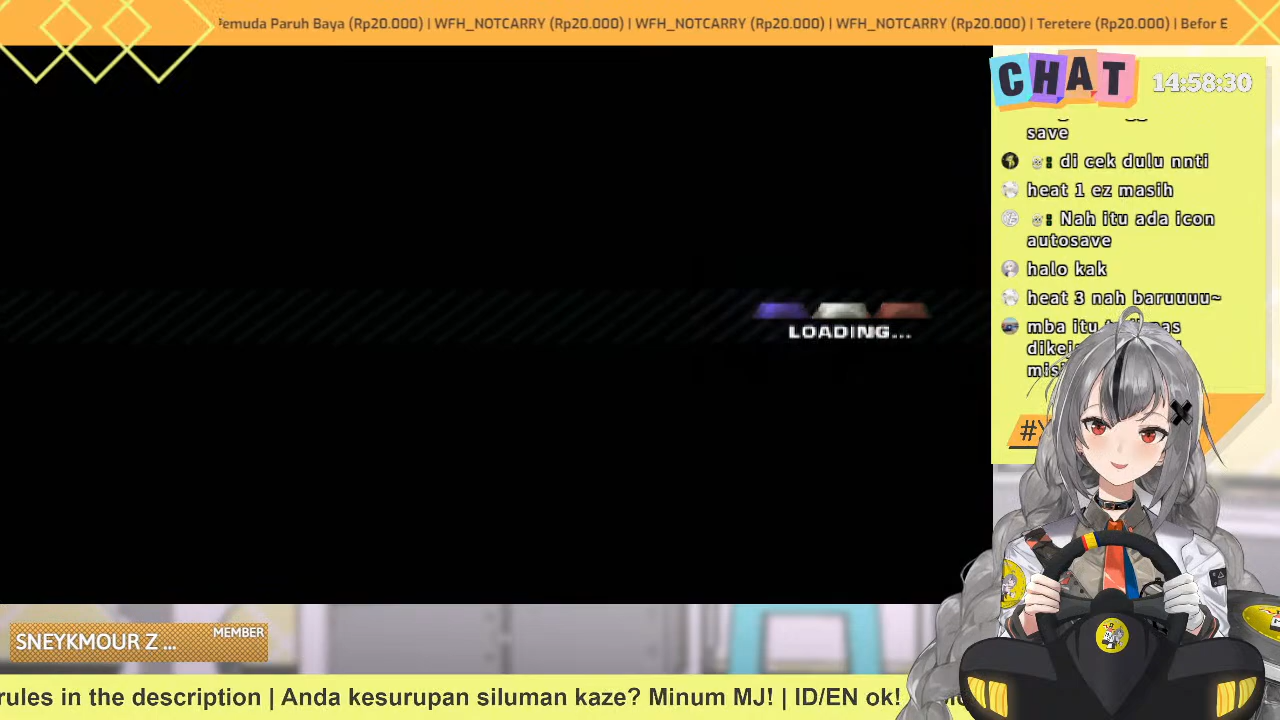 Pemuda Paruh Baya (Rp20.000) | WFH_NOTCARRY (Rp20.000) | WFH_NOTCARRY (Rp20.000) | WFH_NOTCARRY (Rp20.000) | Teretere (Rp20.000) | Befor E
CHAT 14:58:30
save
: di cek dulu nnti
heat 1 ez masih
: Nah itu ada icon
autosave
halo kak
heat 3 nah baruuuu~
mba itu
LOADING...
SNEYKMOUR Z ... MEMBER
rules in the description | Anda kesurupan siluman kaze? Minum MJ! | ID/EN ok!